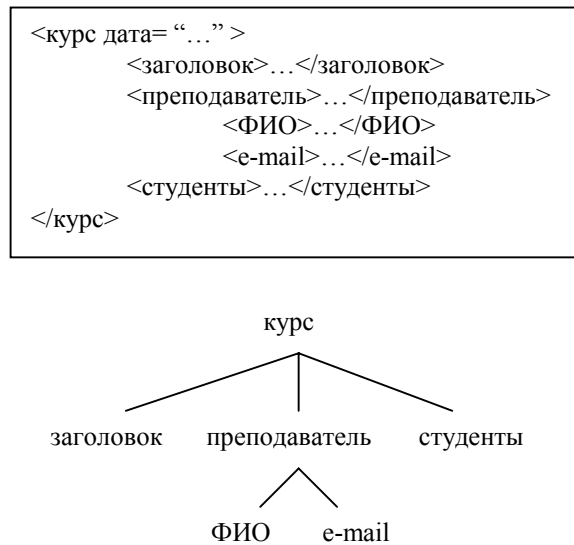 <курс дата= “…” >
<заголовок>…</заголовок>
<преподаватель>…</преподаватель>
<ФИО>…</ФИО>
<e-mail>…</e-mail>
<студенты>…</студенты>
</курс>
курс
заголовок преподаватель студенты
ФИО e-mail